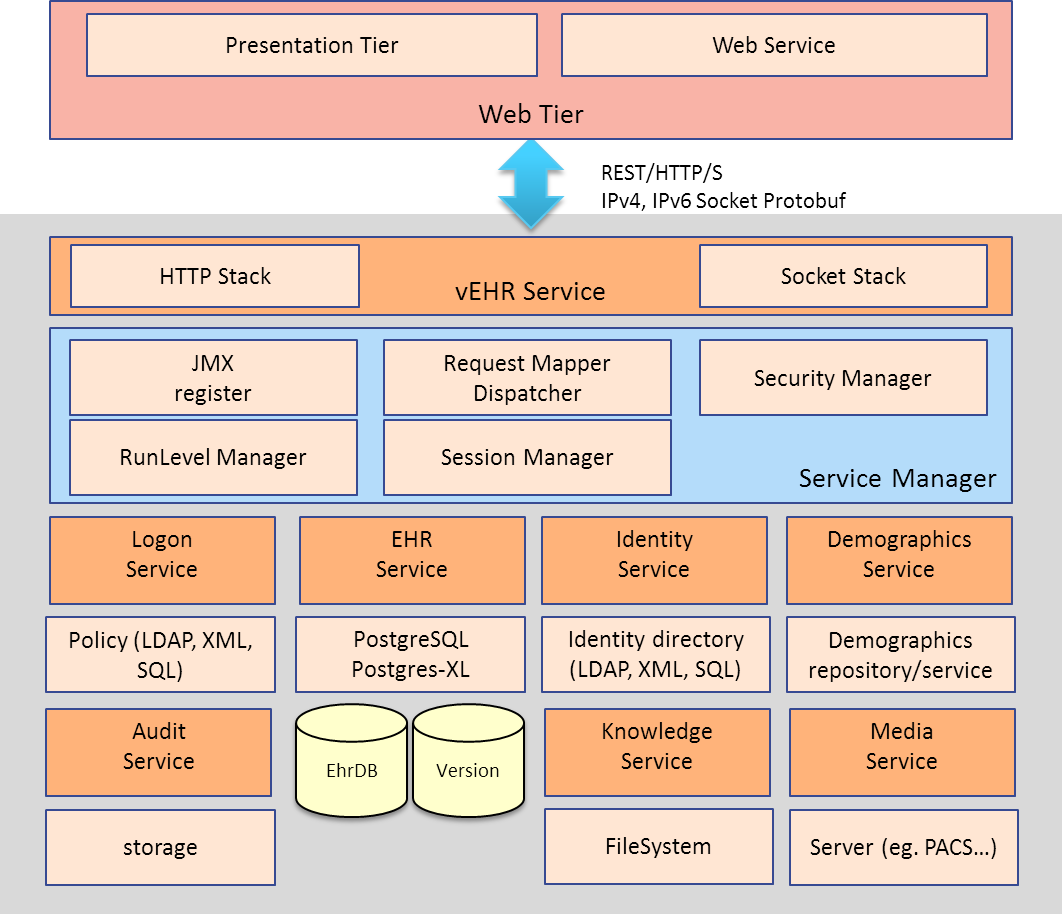 Presentation Tier
Web Service
Web Tier
REST/HTTP/S
IPv4, IPv6 Socket Protobuf
HTTP Stack
vEHR Service
Socket Stack
JMX
register
Request Mapper
Dispatcher
Security Manager
RunLevel Manager
Session Manager
Service Manager
Logon
Service
EHR
Service
Identity
Service
Demographics
Service
Policy (LDAP, XML,
SQL)
PostgreSQL
Postgres-XL
Identity directory
(LDAP, XML, SQL)
Demographics
repository/service
Audit
Service
EhrDB
Version
Knowledge
Service
Media
Service
storage
FileSystem
Server (eg. PACS...)